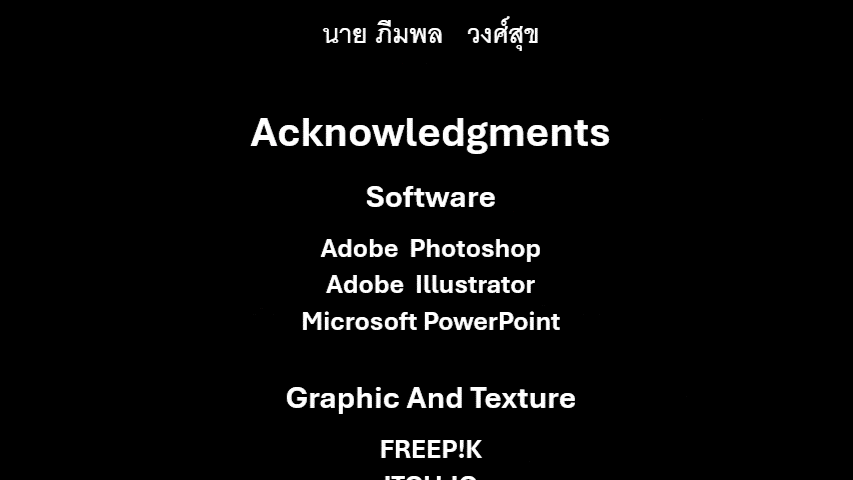 นาย ภีมพล วงศ์สุข
Acknowledgments
Software
Adobe Photoshop
Adobe Illustrator
Microsoft PowerPoint
Graphic And Texture
FREEP!K